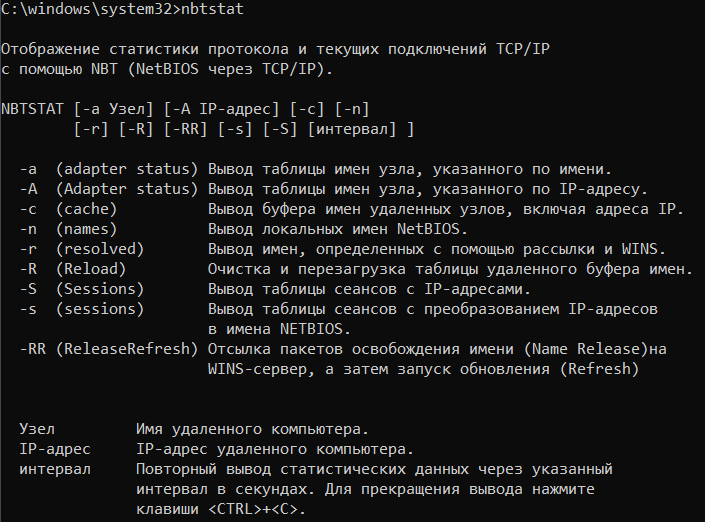 C:\windows\system32>nbtstat
Отображение статистики протокола и текущих подключений TCP/IP
с помощью NBT (NetBIOS через TCP/IP).
NBTSTAT [-a Узел] [-A IP-адрес] [-c] [-n]
[-r] [-R] [-RR] [-s] [-S] [интервал] ]
-a (adapter status) Вывод таблицы имен узла, указанного по имени.
-A (Adapter status) Вывод таблицы имен узла, указанного по IP-адресу.
-c (cache) Вывод буфера имен удаленных узлов, включая адреса IP.
-n (names) Вывод локальных имен NetBIOS.
-r (resolved) Вывод имен, определенных с помощью рассылки и WINS.
-R (Reload) Очистка и перезагрузка таблицы удаленного буфера имен.
-S (Sessions) Вывод таблицы сеансов с IP-адресами.
-s (sessions) Вывод таблицы сеансов с преобразованием IP-адресов
в имена NETBIOS.
-RR (ReleaseRefresh) Отсылка пакетов освобождения имени (Name Release)на
WINS-сервер, а затем запуск обновления (Refresh)
Узел Имя удаленного компьютера.
IP-адрес IP-адрес удаленного компьютера.
интервал Повторный вывод статистических данных через указанный
интервал в секундах. Для прекращения вывода нажмите
клавиши <CTRL>+<C>.